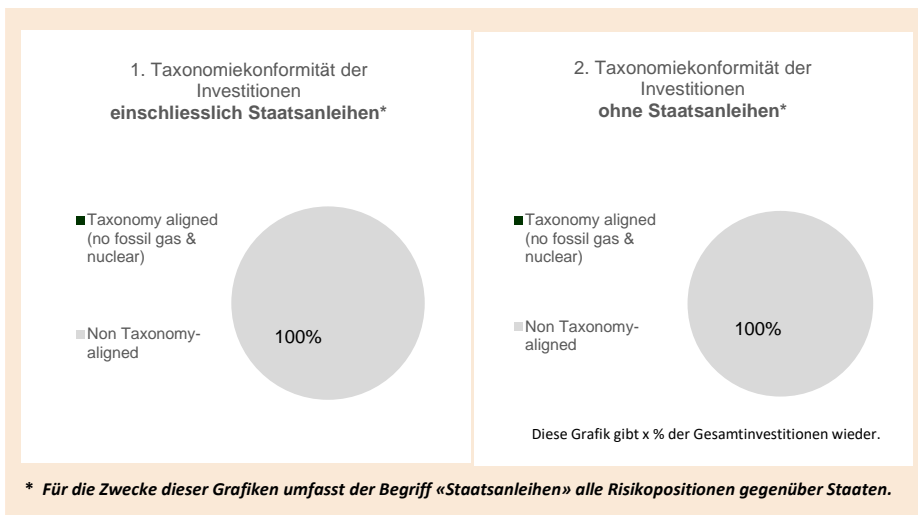 1. Taxonomiekonformität der
Investitionen
einschliesslich Staatsanleihen*
Taxonomy aligned
(no fossil gas &
nuclear)
Non Taxonomy-
aligned
100%
2. Taxonomiekonformität der
Investitionen
ohne Staatsanleihen*
Taxonomy aligned
(no fossil gas &
nuclear)
Non Taxonomy-
aligned
100%
Diese Grafik gibt x % der Gesamtinvestitionen wieder.
* Für die Zwecke dieser Grafiken umfasst der Begriff «Staatsanleihen» alle Risikopositionen gegenüber Staaten.